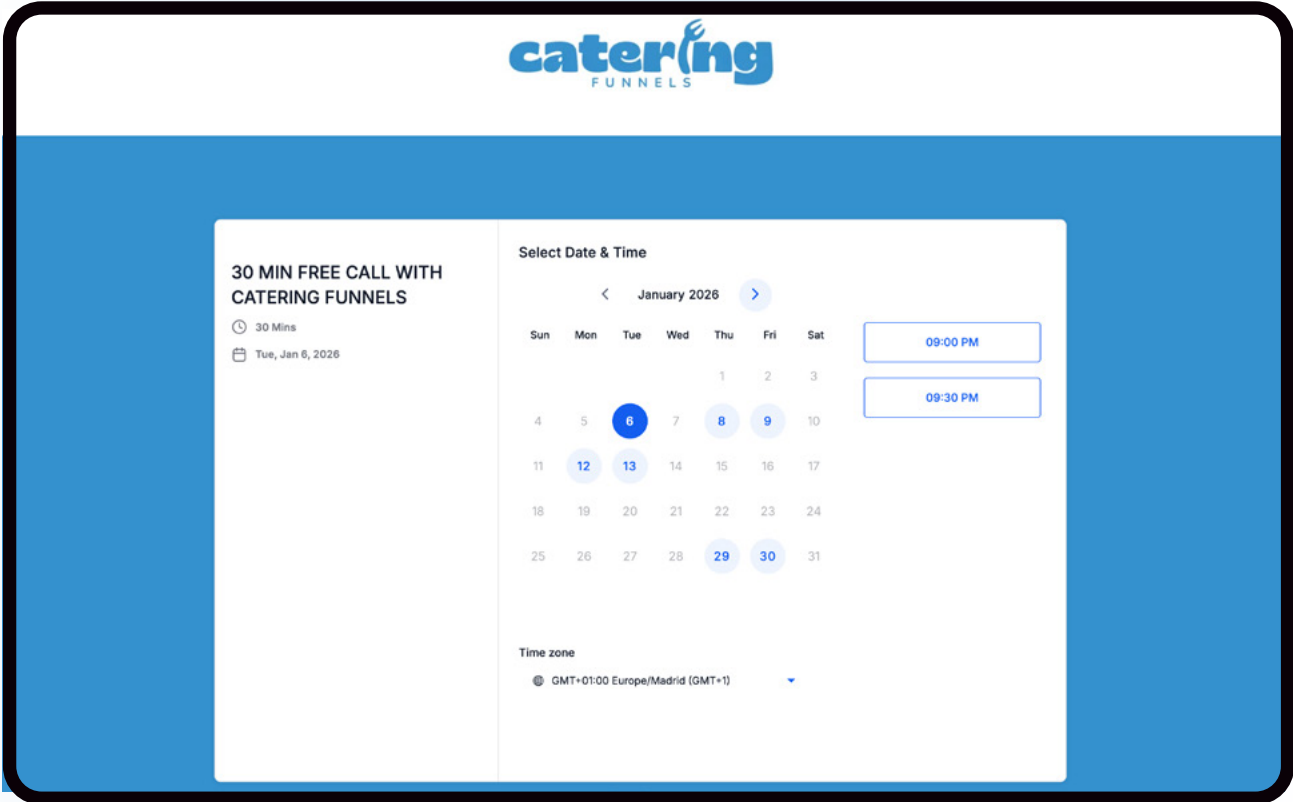 catering
FUNNELS
30 MIN FREE CALL WITH
CATERING FUNNELS
30 Mins
Tue, Jan 6, 2026
Select Date & Time
January 2026
Sun Mon Tue Wed Thu Fri Sat
1 2 3
4 5 6 7 8 9 10
11 12 13 14 15 16 17
18 19 20 21 22 23 24
25 26 27 28 29 30 31
09:00 PM
09:30 PM
Time zone
GMT+01:00 Europe/Madrid (GMT+1)